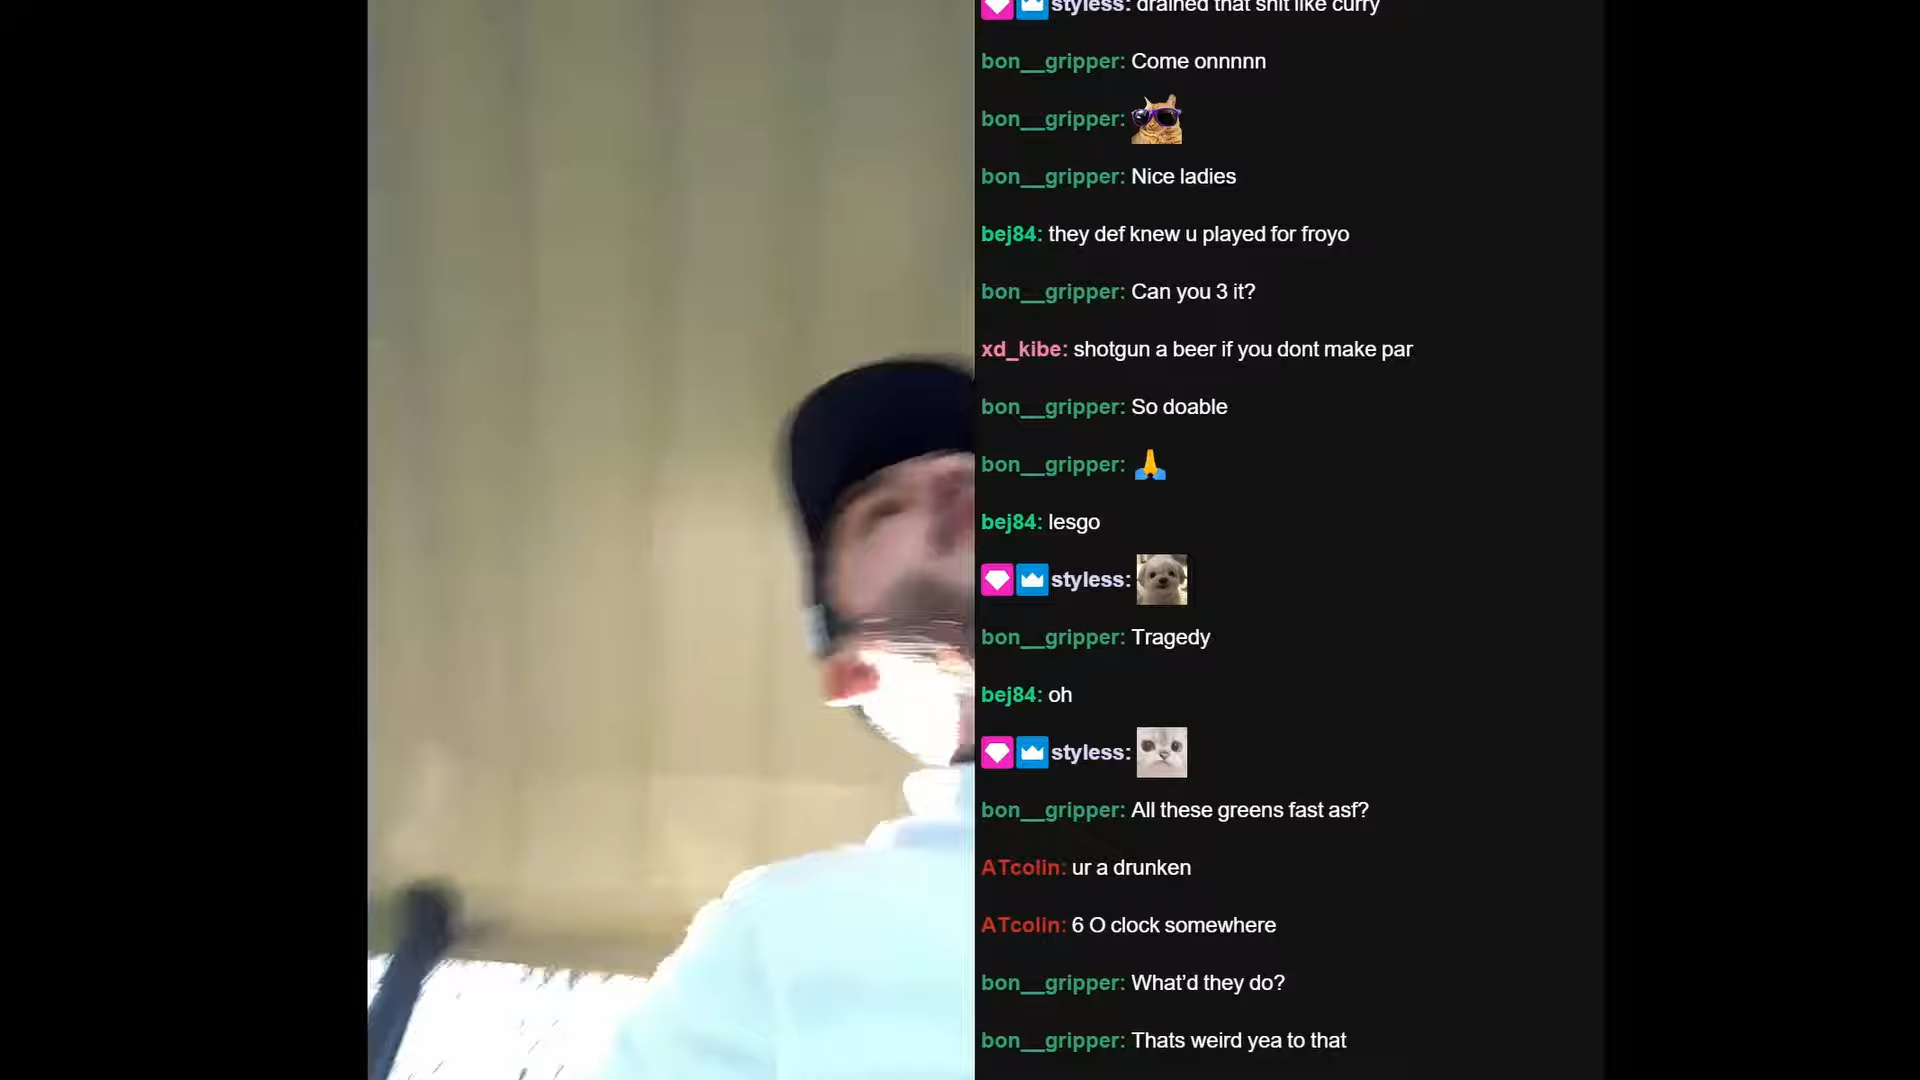 styless: drained that shit like curry
bon__gripper: Come onnnnn
bon__gripper:
bon__gripper: Nice ladies
bej84: they def knew u played for froyo
bon__gripper: Can you 3 it?
xd_kibe: shotgun a beer if you dont make par
bon__gripper: So doable
bon__gripper: 🙏
bej84: lesgo
styless:
bon__gripper: Tragedy
bej84: oh
styless:
bon__gripper: All these greens fast asf?
ATcolin: ur a drunken
ATcolin: 6 O clock somewhere
bon__gripper: What’d they do?
bon__gripper: Thats weird yea to that